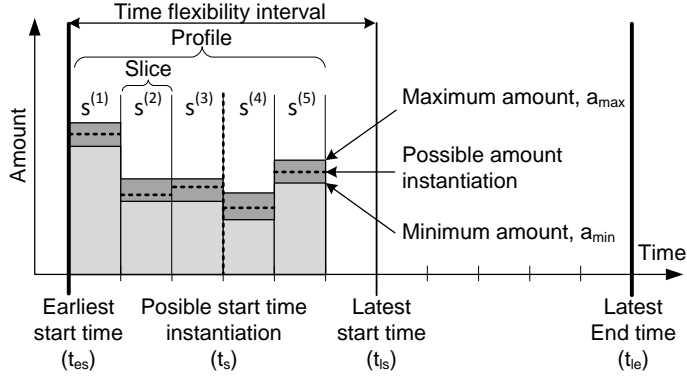 Time flexibility interval
Profile
Slice
s(1) s(2) s(3) s(4) s(5)
Amount
Maximum amount, amax
Possible amount
instantiation
Minimum amount, amin
Time
Earliest
start time
(tes)
Posible start time
instantiation
(ts)
Latest
start time
(tls)
Latest
End time
(tle)